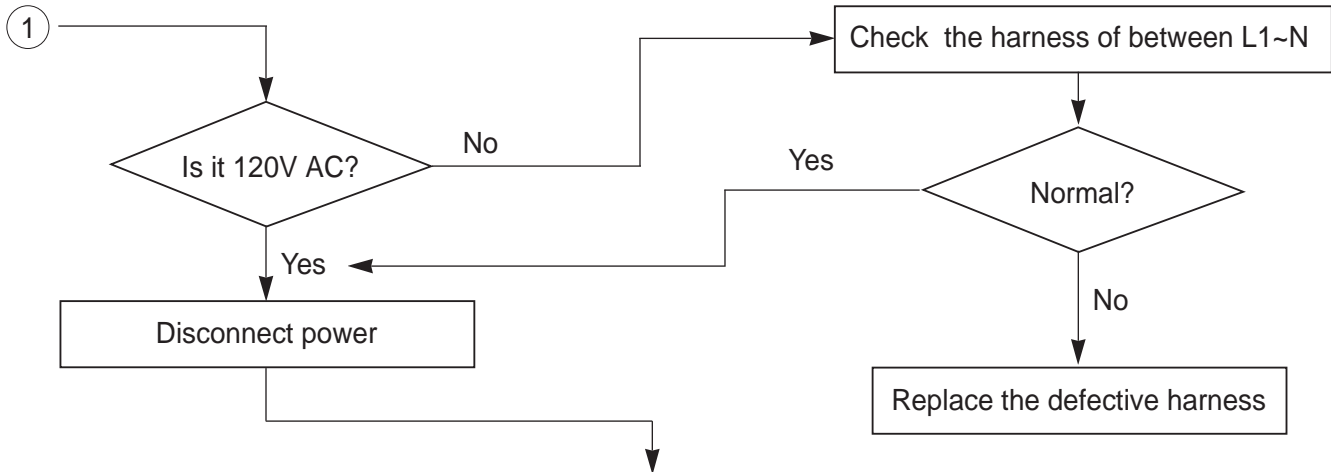 1
Check the harness of between L1~N
Is it 120V AC?
No
Yes
Normal?
Yes
No
Disconnect power
Replace the defective harness